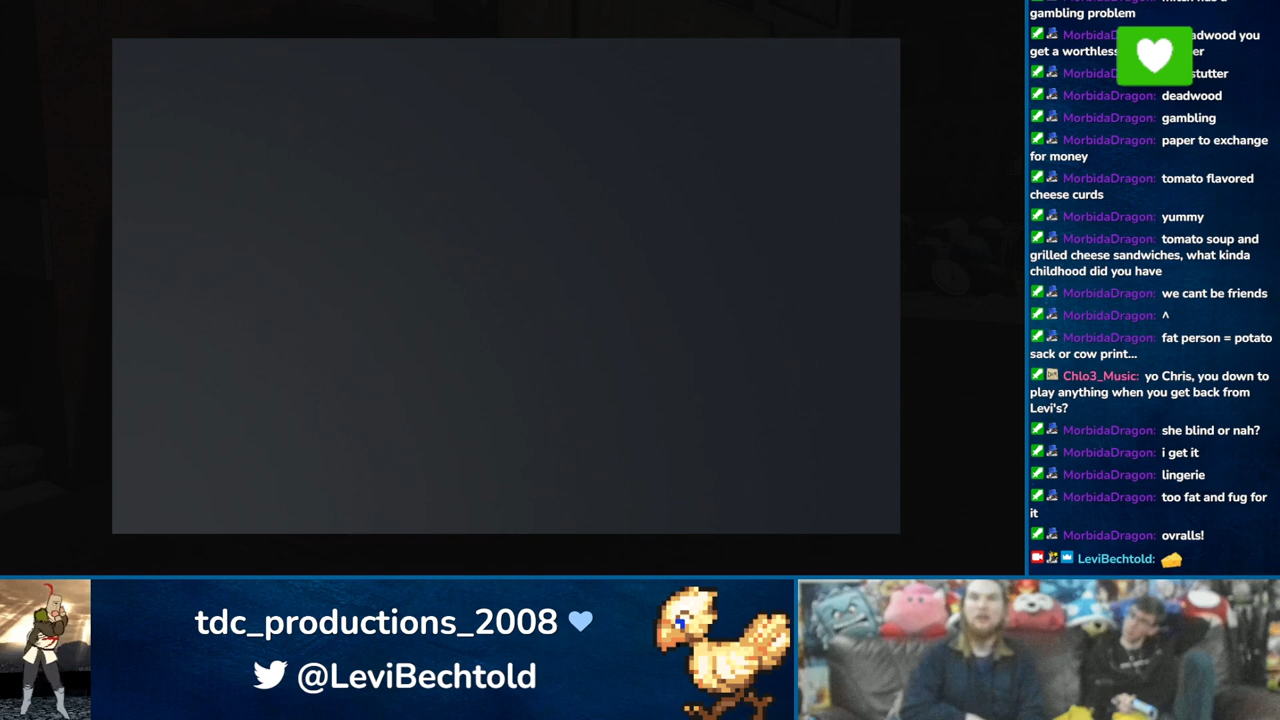 gambling problem
MorbidaD adwood you
get a worthless er
MorbidaD stutter
MorbidaDragon: deadwood
MorbidaDragon: gambling
MorbidaDragon: paper to exchange
for money
MorbidaDragon: tomato flavored
cheese curds
MorbidaDragon: yummy
MorbidaDragon: tomato soup and
grilled cheese sandwiches, what kinda
childhood did you have
MorbidaDragon: we cant be friends
MorbidaDragon: ^
MorbidaDragon: fat person = potato
sack or cow print...
Chlo3_Music: yo Chris, you down to
play anything when you get back from
Levi's?
MorbidaDragon: she blind or nah?
MorbidaDragon: i get it
MorbidaDragon: lingerie
MorbidaDragon: too fat and fug for
it
MorbidaDragon: ovralls!
LeviBechtold:
tdc_productions_2008
@LeviBechtold